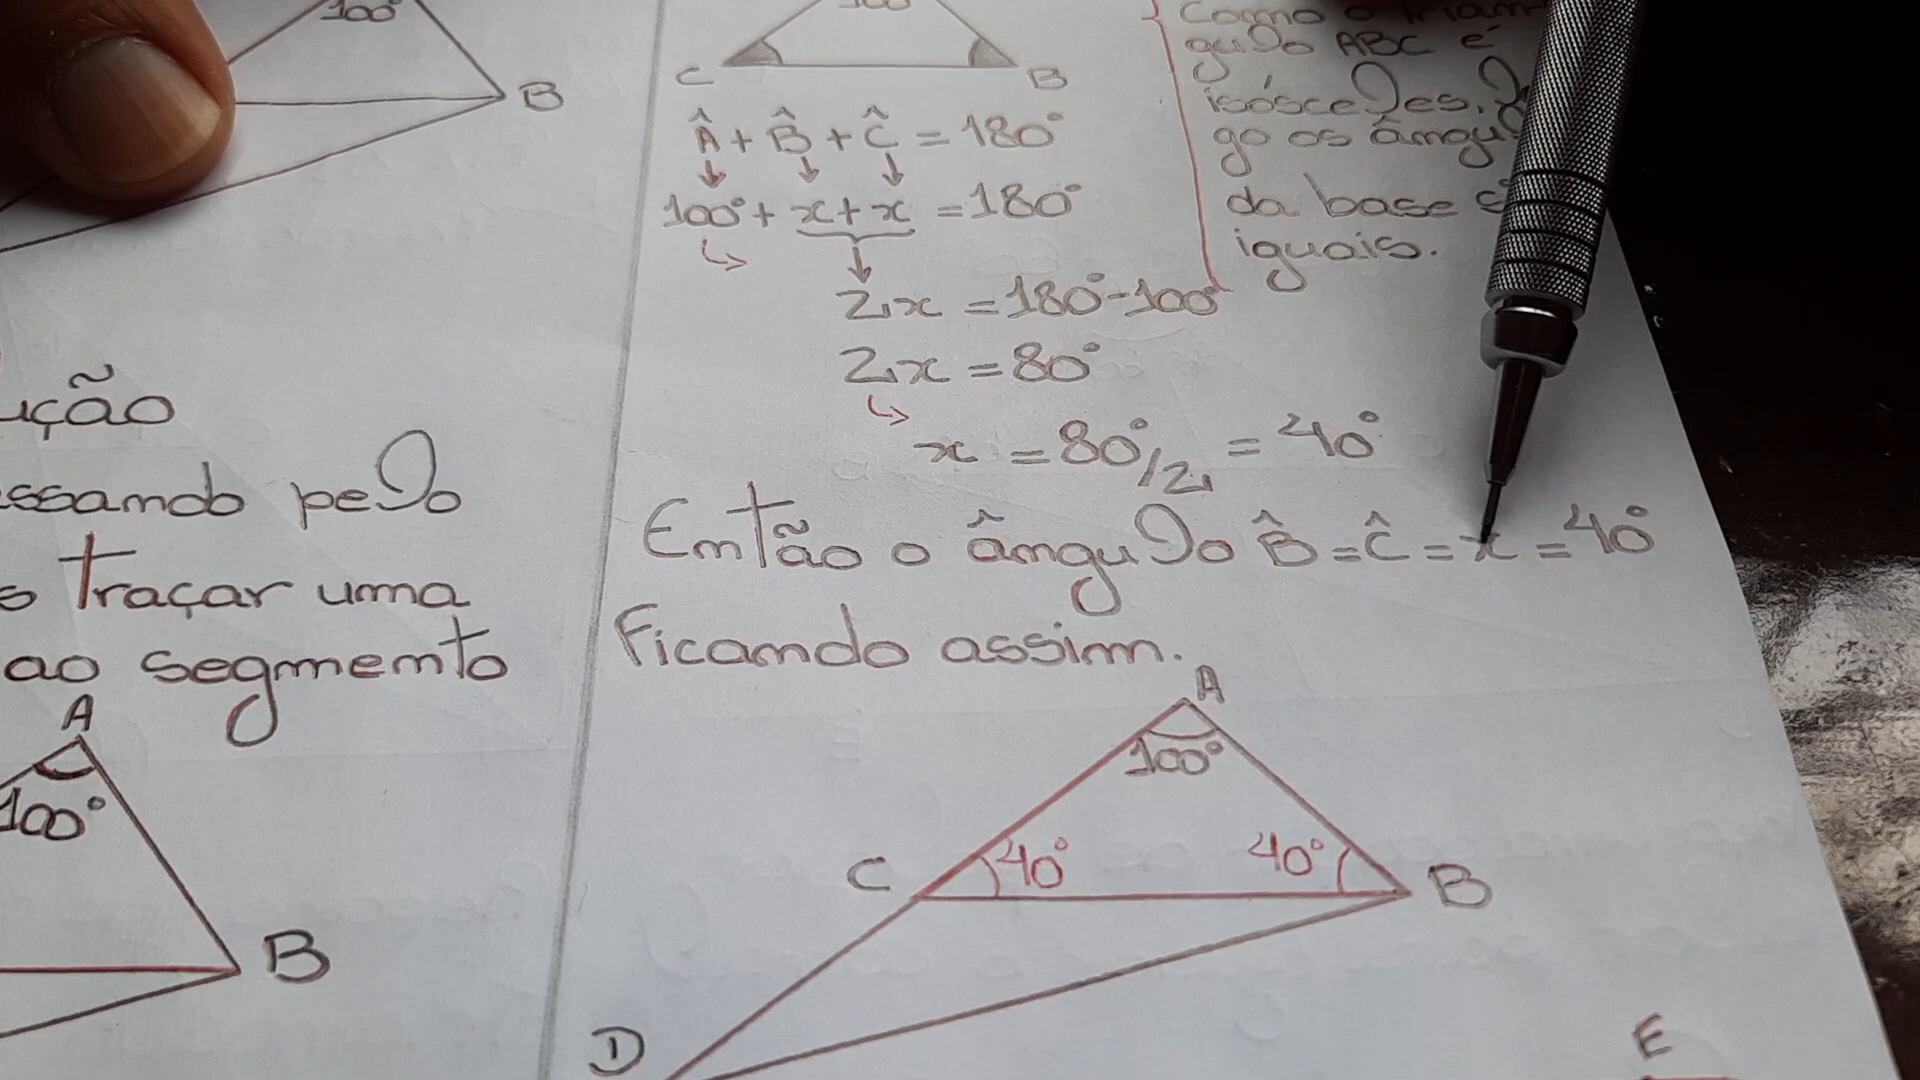 100°
B
ução
ssando pelo
traçar uma
ao segmento
A
100°
B
C
B
Â + B̂ + Ĉ = 180°
100° + x + x = 180°
2x = 180° - 100°
2x = 80°
x = 80°/2 = 40°
Então o ângulo B̂ = Ĉ = x = 40°
Ficando assim.
A
100°
C
40°
40°
B
D
E
Como o triân-
gulo ABC é
isósceles,
go os
da base
iguais.